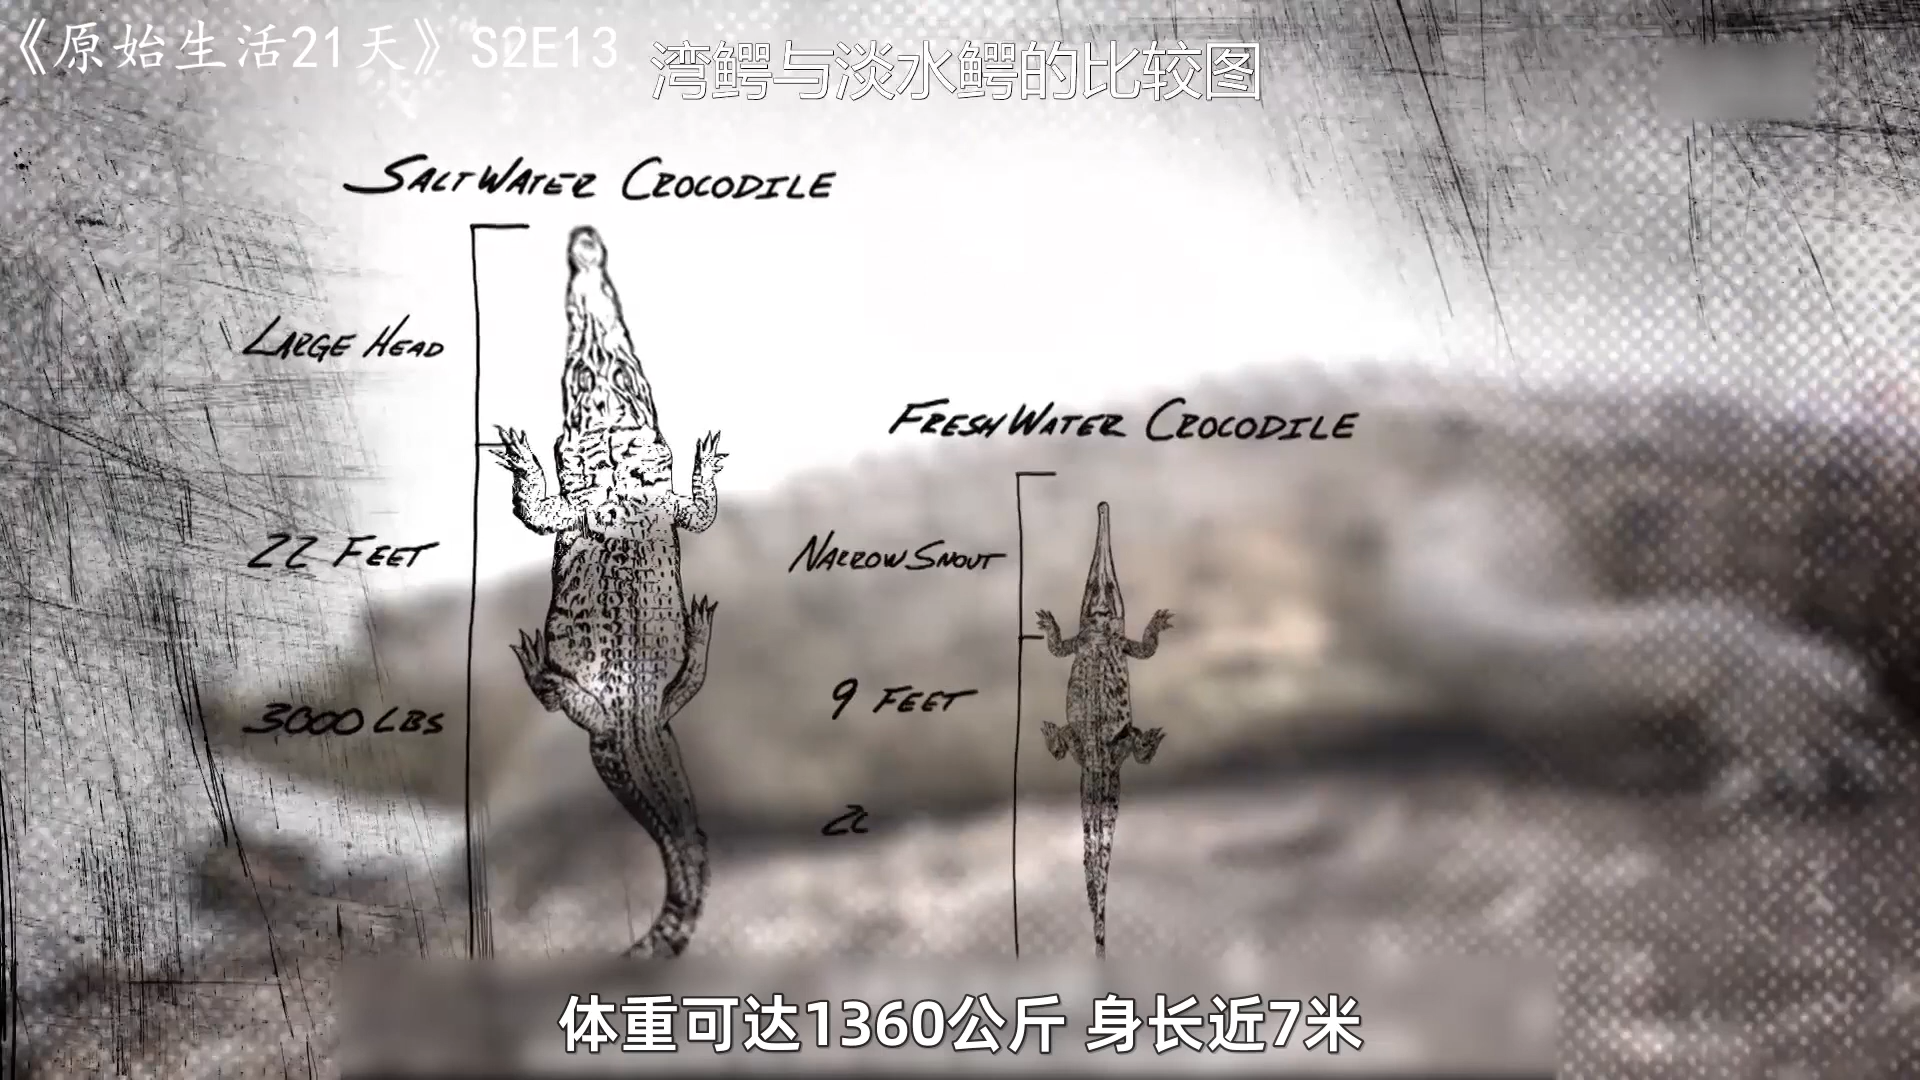 《原始生活21天》S2E13
湾鳄与淡水鳄的比较图
SALTWATER CROCODILE
LARGE HEAD
22 FEET
3000 LBS
FRESHWATER CROCODILE
NARROW SNOUT
9 FEET
体重可达1360公斤 身长近7米